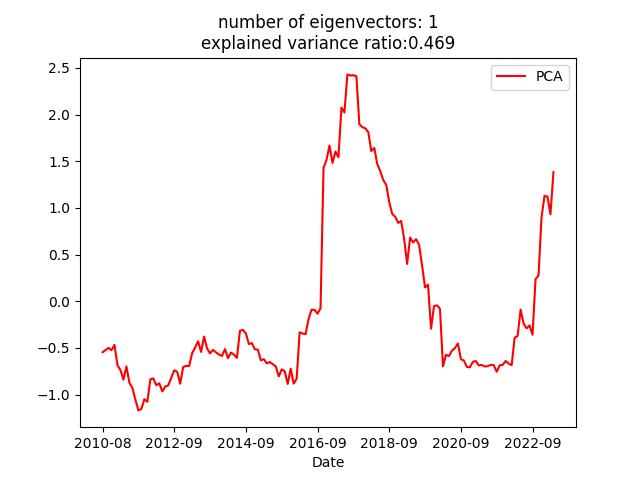 number of eigenvectors: 1
explained variance ratio:0.469
PCA
2.5
2.0
1.5
1.0
0.5
0.0
−0.5
−1.0
2010-08 2012-09 2014-09 2016-09 2018-09 2020-09 2022-09
Date